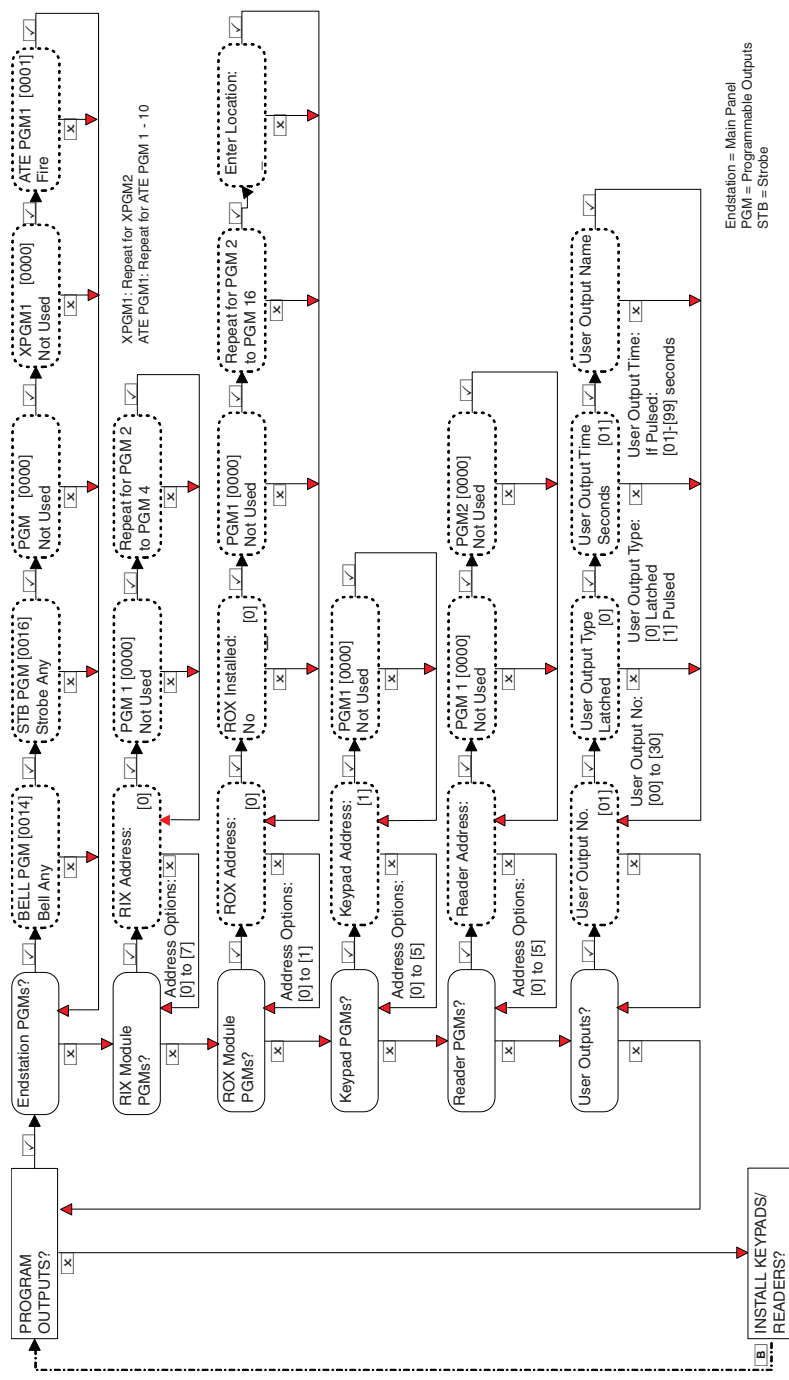 PROGRAM
OUTPUTS?
Endstation PGMs?
BELL PGM [0014]
Bell Any
STB PGM [0016]
Strobe Any
PGM [0000]
Not Used
XPGM1 [0000]
Not Used
ATE PGM1 [0001]
Fire
XPGM1: Repeat for XPGM2
ATE PGM1: Repeat for ATE PGM 1 - 10
RIX Module
PGMs?
RIX Address:
[0]
Address Options:
[0] to [7]
PGM 1 [0000]
Not Used
Repeat for PGM 2
to PGM 4
ROX Module
PGMs?
ROX Address:
[0]
Address Options:
[0] to [1]
ROX Installed:
[0]
No
PGM1 [0000]
Not Used
Repeat for PGM 2
to PGM 16
Enter Location:
Keypad PGMs?
Keypad Address:
[1]
Address Options:
[0] to [5]
PGM1 [0000]
Not Used
Reader PGMs?
Reader Address:
Address Options:
[0] to [5]
PGM 1 [0000]
Not Used
PGM2 [0000]
Not Used
User Outputs?
User Output No.
[01]
User Output No:
[00] to [30]
User Output Type
[0]
Latched
User Output Type:
[0] Latched
[1] Pulsed
User Output Time
[01]
Seconds
User Output Time:
If Pulsed:
[01]-[99] seconds
User Output Name
Endstation = Main Panel
PGM = Programmable Outputs
STB = Strobe
B
INSTALL KEYPADS/
READERS?